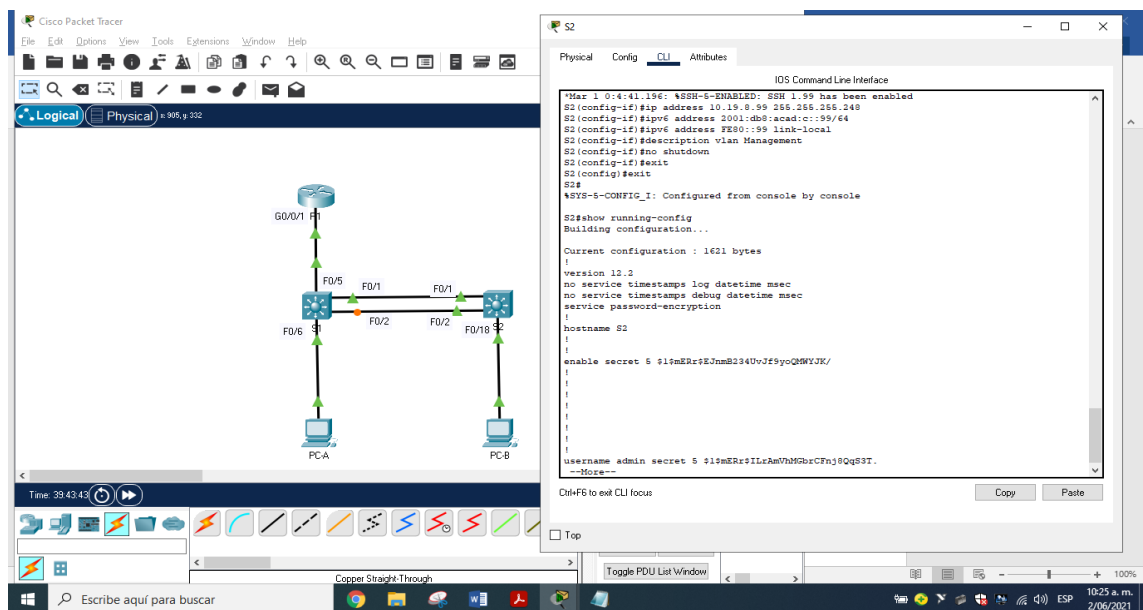 Cisco Packet Tracer
File Edit Options View Tools Extensions Window Help
Logical Physical x: 905, y: 332
G0/0/1 R1
F0/5 F0/1 F0/1
F0/2 F0/2
F0/6 S1 F0/18 S2
PC-A PC-B
Time: 39:43:43
Copper Straight-Through
S2
Physical Config CLI Attributes
IOS Command Line Interface
*Mar 1 0:4:41.196: %SSH-5-ENABLED: SSH 1.99 has been enabled
S2(config-if)#ip address 10.19.8.99 255.255.255.248
S2(config-if)#ipv6 address 2001:db8:acad:c::99/64
S2(config-if)#ipv6 address FE80::99 link-local
S2(config-if)#description vlan Management
S2(config-if)#no shutdown
S2(config-if)#exit
S2(config)#exit
S2#
%SYS-5-CONFIG_I: Configured from console by console
S2#show running-config
Building configuration...
Current configuration : 1621 bytes
!
version 12.2
no service timestamps log datetime msec
no service timestamps debug datetime msec
service password-encryption
!
hostname S2
!
!
enable secret 5 $1$mERr$EJnmB234UvJf9yoQMWYJK/
!
!
!
!
!
!
!
username admin secret 5 $1$mERr$ILrAmVhMGbrCFnj8QqS3T.
--More--
Ctrl+F6 to exit CLI focus Copy Paste
Top
Toggle PDU List Window
100%
Escribe aquí para buscar
ESP
10:25 a. m.
2/06/2021